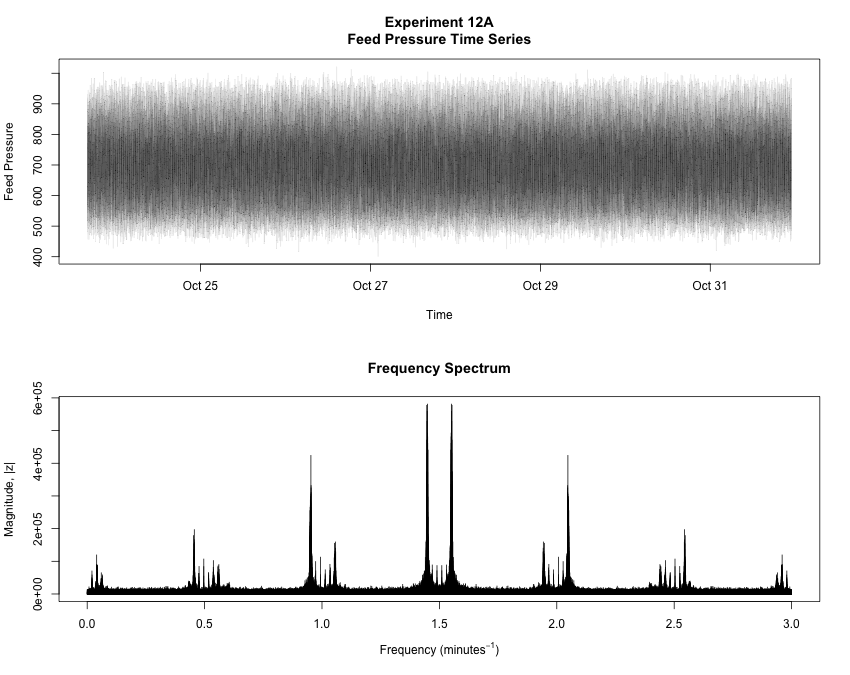 Experiment 12A
Feed Pressure Time Series
Feed Pressure
900
800
700
600
500
400
Oct 25 Oct 27 Oct 29 Oct 31
Time
Frequency Spectrum
Magnitude, |z|
6e+05
4e+05
2e+05
0e+00
0.0 0.5 1.0 1.5 2.0 2.5 3.0
Frequency (minutes⁻¹)